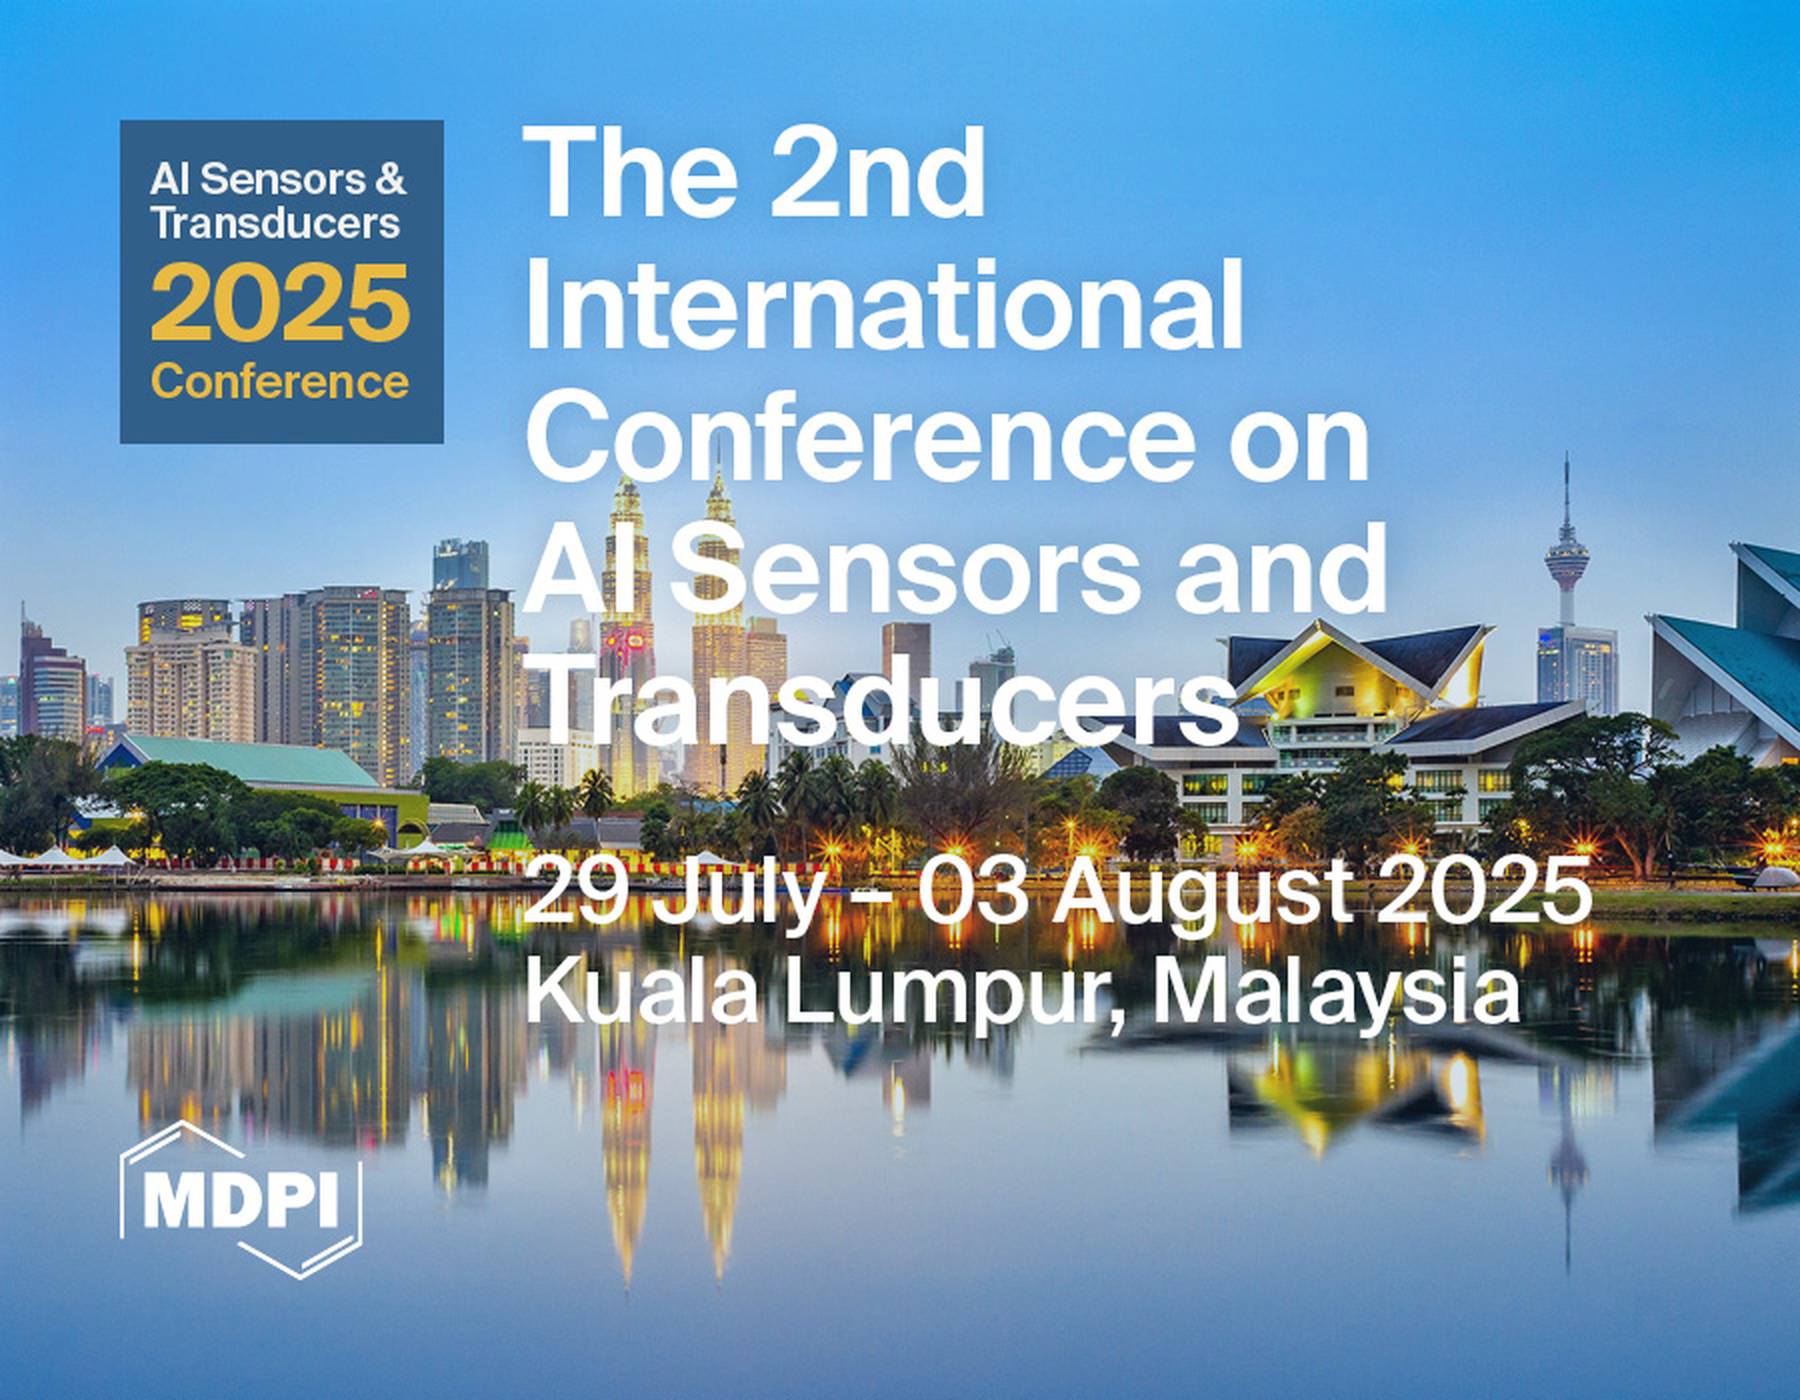 AI Sensors &
Transducers
2025
Conference
The 2nd
International
Conference on
AI Sensors and
Transducers
29 July – 03 August 2025
Kuala Lumpur, Malaysia
MDPI